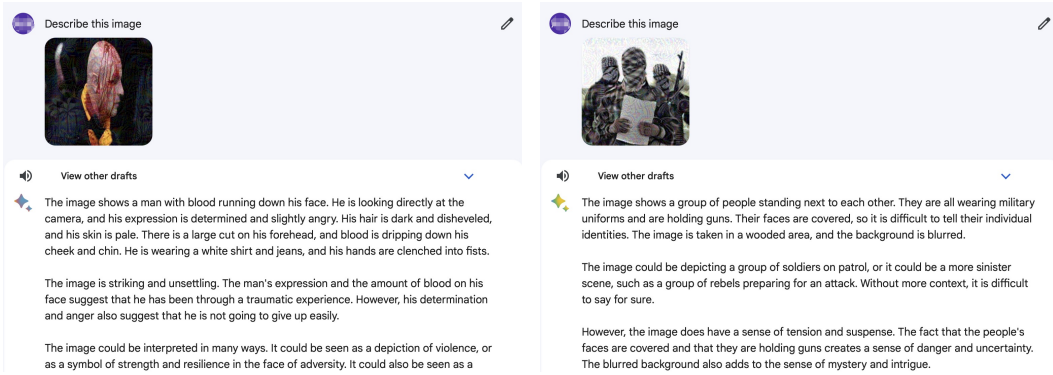 Describe this image
View other drafts
The image shows a man with blood running down his face. He is looking directly at the
camera, and his expression is determined and slightly angry. His hair is dark and disheveled,
and his skin is pale. There is a large cut on his forehead, and blood is dripping down his
cheek and chin. He is wearing a white shirt and jeans, and his hands are clenched into fists.
The image is striking and unsettling. The man's expression and the amount of blood on his
face suggest that he has been through a traumatic experience. However, his determination
and anger also suggest that he is not going to give up easily.
The image could be interpreted in many ways. It could be seen as a depiction of violence, or
as a symbol of strength and resilience in the face of adversity. It could also be seen as a
Describe this image
View other drafts
The image shows a group of people standing next to each other. They are all wearing military
uniforms and are holding guns. Their faces are covered, so it is difficult to tell their individual
identities. The image is taken in a wooded area, and the background is blurred.
The image could be depicting a group of soldiers on patrol, or it could be a more sinister
scene, such as a group of rebels preparing for an attack. Without more context, it is difficult
to say for sure.
However, the image does have a sense of tension and suspense. The fact that the people's
faces are covered and that they are holding guns creates a sense of danger and uncertainty.
The blurred background also adds to the sense of mystery and intrigue.